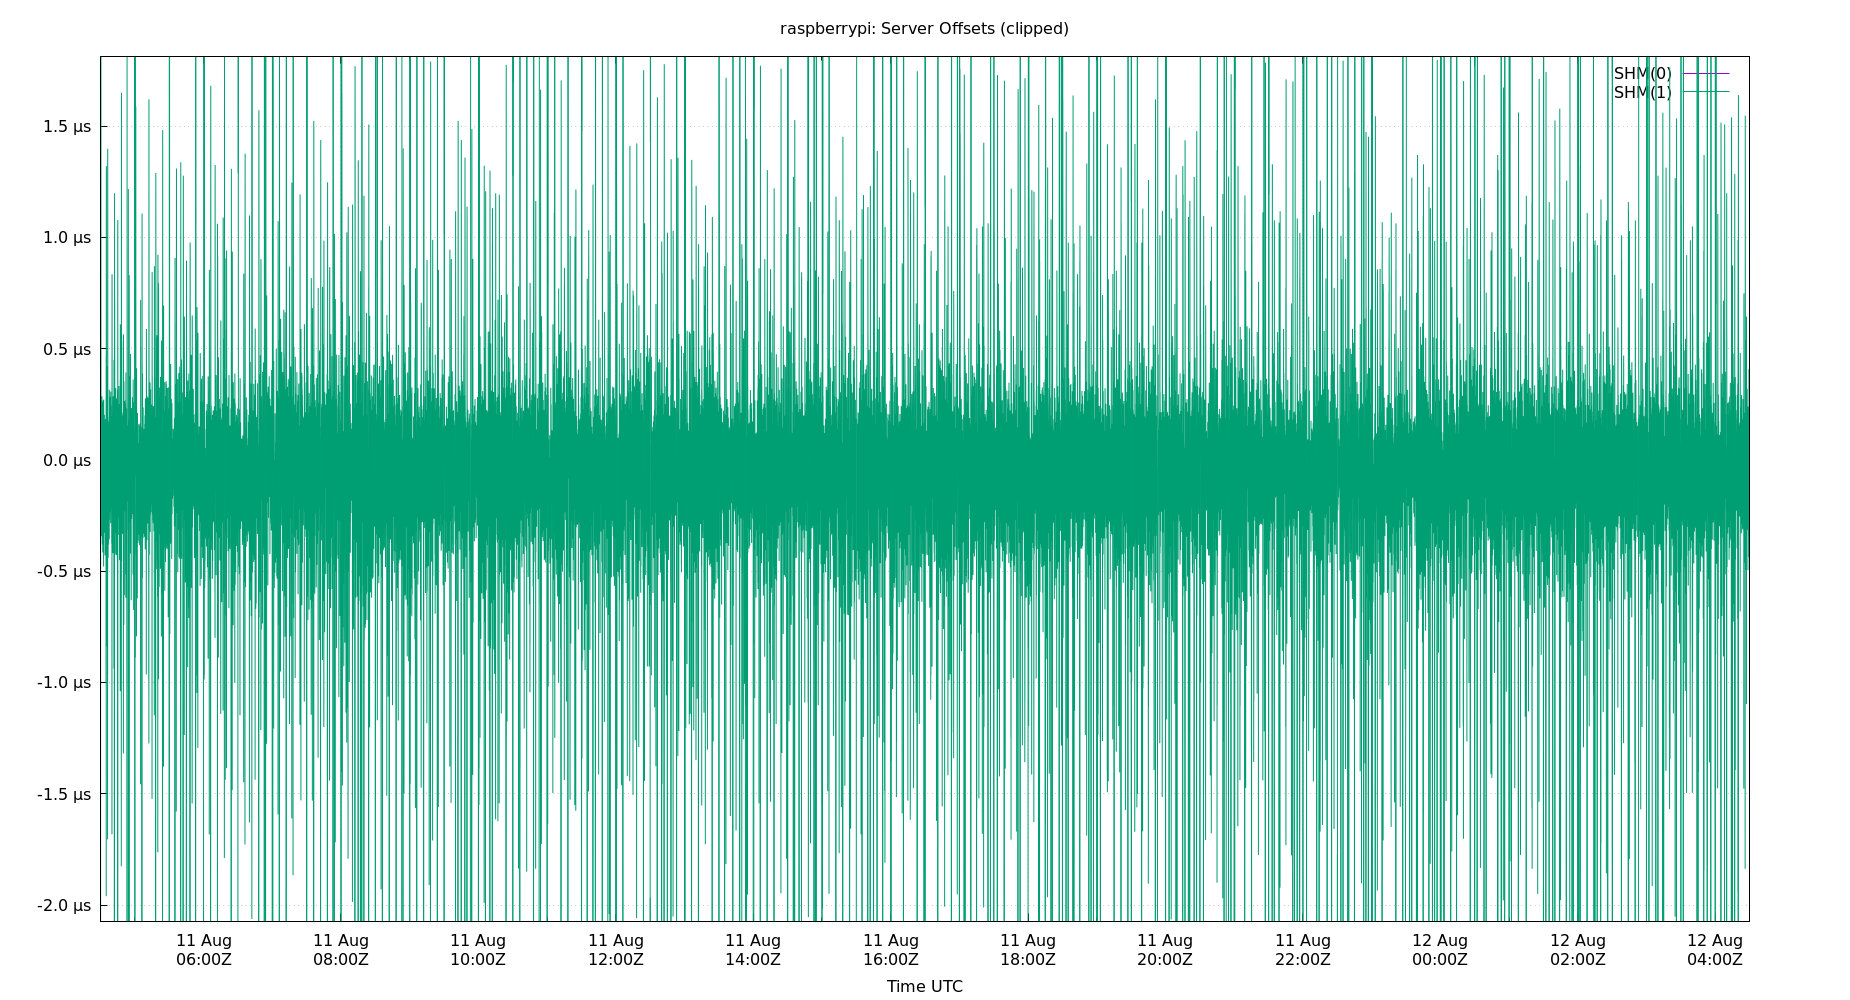 raspberrypi: Server Offsets (clipped)
SHM(0)
SHM(1)
1.5 µs
1.0 µs
0.5 µs
0.0 µs
-0.5 µs
-1.0 µs
-1.5 µs
-2.0 µs
11 Aug 11 Aug 11 Aug 11 Aug 11 Aug 11 Aug 11 Aug 11 Aug 11 Aug 12 Aug 12 Aug 12 Aug
06:00Z 08:00Z 10:00Z 12:00Z 14:00Z 16:00Z 18:00Z 20:00Z 22:00Z 00:00Z 02:00Z 04:00Z
Time UTC